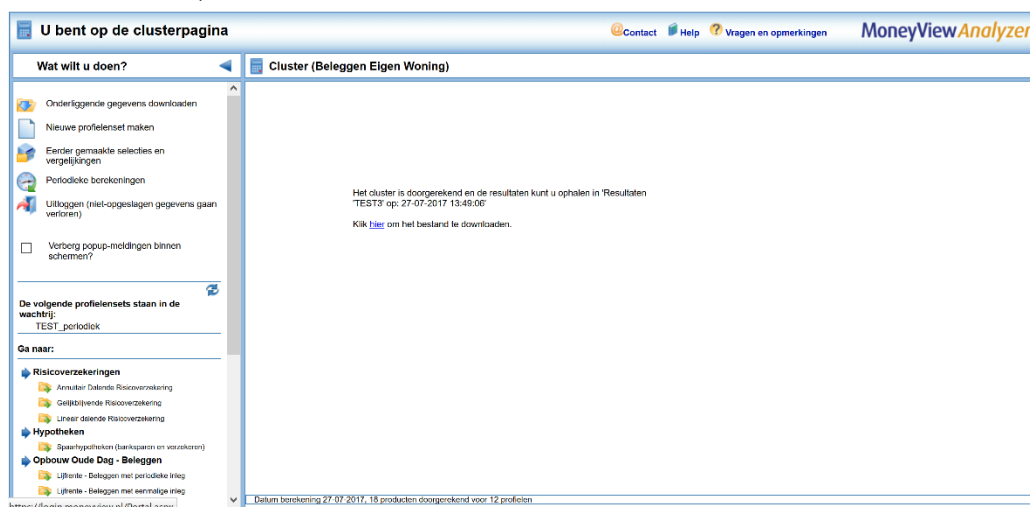 U bent op de clusterpagina
Contact Help Vragen en opmerkingen MoneyView Analyzer
Wat wilt u doen?
Cluster (Beleggen Eigen Woning)
Onderliggende gegevens downloaden
Nieuwe profielenset maken
Eerder gemaakte selecties en
vergelijkingen
Periodieke berekeningen
Uitloggen (niet-opgeslagen gegevens gaan
verloren)
Verberg popup-meldingen binnen
schermen?
De volgende profielensets staan in de
wachtrij:
TEST_periodiek
Ga naar:
Risicoverzekeringen
Annuïtair Dalende Risicoverzekering
Gelijkblijvende Risicoverzekering
Lineair dalende Risicoverzekering
Hypotheken
Spaarhypotheken (banksparen en verzekeren)
Opbouw Oude Dag - Beleggen
Lijfrente - Beleggen met periodieke inleg
Lijfrente - Beleggen met eenmalige inleg
Het cluster is doorgerekend en de resultaten kunt u ophalen in 'Resultaten
'TEST3' op: 27-07-2017 13:49:06'
Klik hier om het bestand te downloaden.
Datum berekening 27-07-2017, 18 producten doorgerekend voor 12 profielen